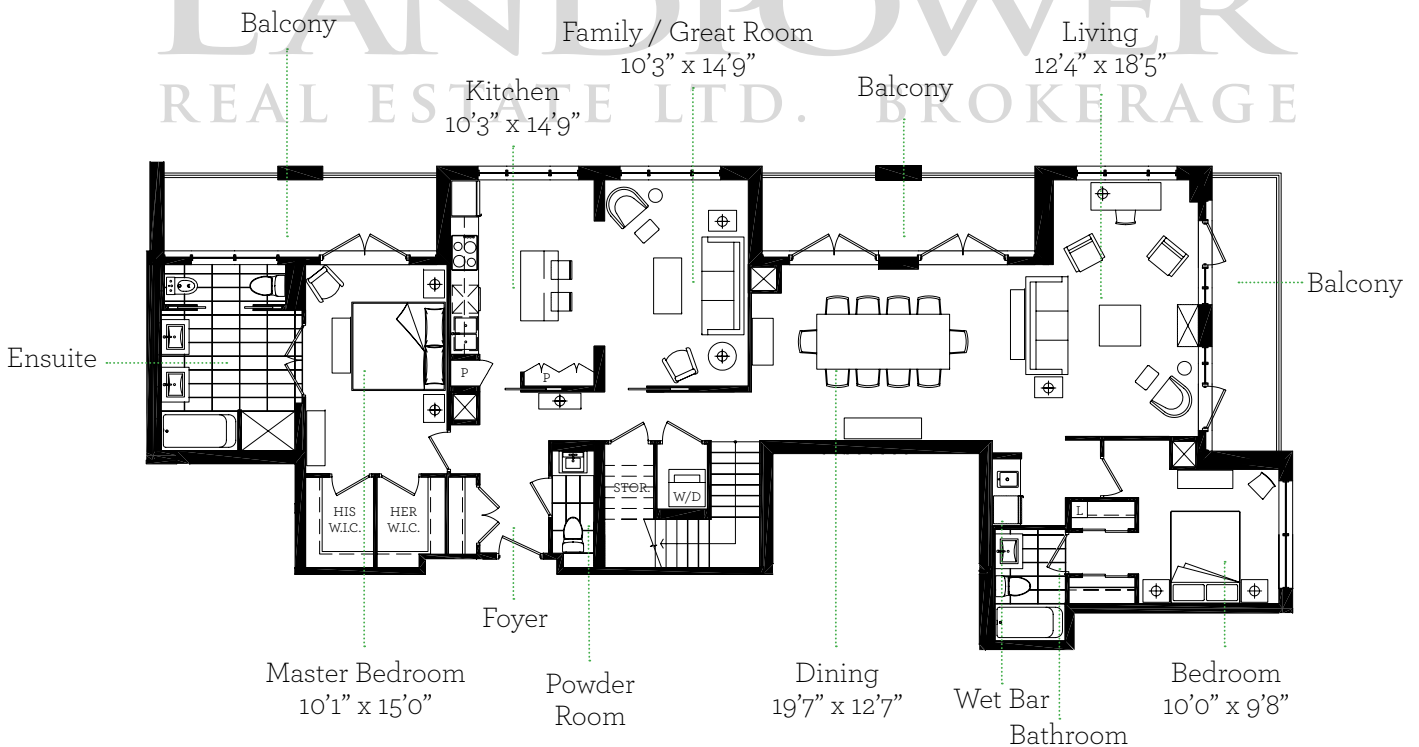 LANDPOWER
REAL ESTATE LTD. BROKERAGE
Balcony
Family / Great Room
10'3" x 14'9"
Living
12'4" x 18'5"
Kitchen
10'3" x 14'9"
Balcony
Balcony
Ensuite
P
P
STOR.
W/D
HIS
W.I.C.
HER
W.I.C.
L
Foyer
Master Bedroom
10'1" x 15'0"
Powder
Room
Dining
19'7" x 12'7"
Wet Bar
Bathroom
Bedroom
10'0" x 9'8"